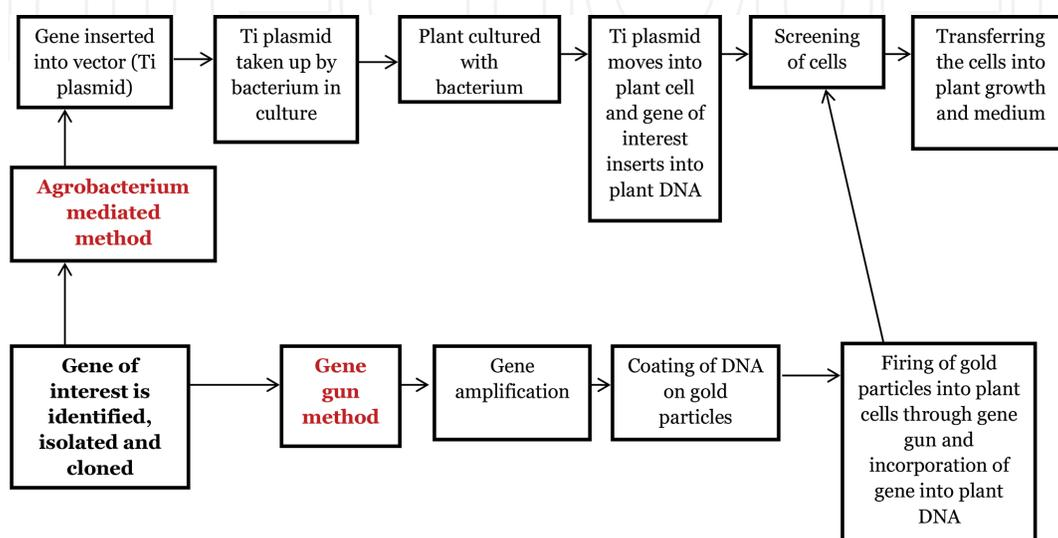 Gene inserted
into vector (Ti
plasmid)
Ti plasmid
taken up by
bacterium in
culture
Plant cultured
with
bacterium
Ti plasmid
moves into
plant cell
and gene of
interest
inserts into
plant DNA
Screening
of cells
Transferring
the cells into
plant growth
and medium
Agrobacterium
mediated
method
Gene of
interest is
identified,
isolated and
cloned
Gene
gun
method
Gene
amplification
Coating of DNA
on gold
particles
Firing of gold
particles into plant
cells through gene
gun and
incorporation of
gene into plant
DNA